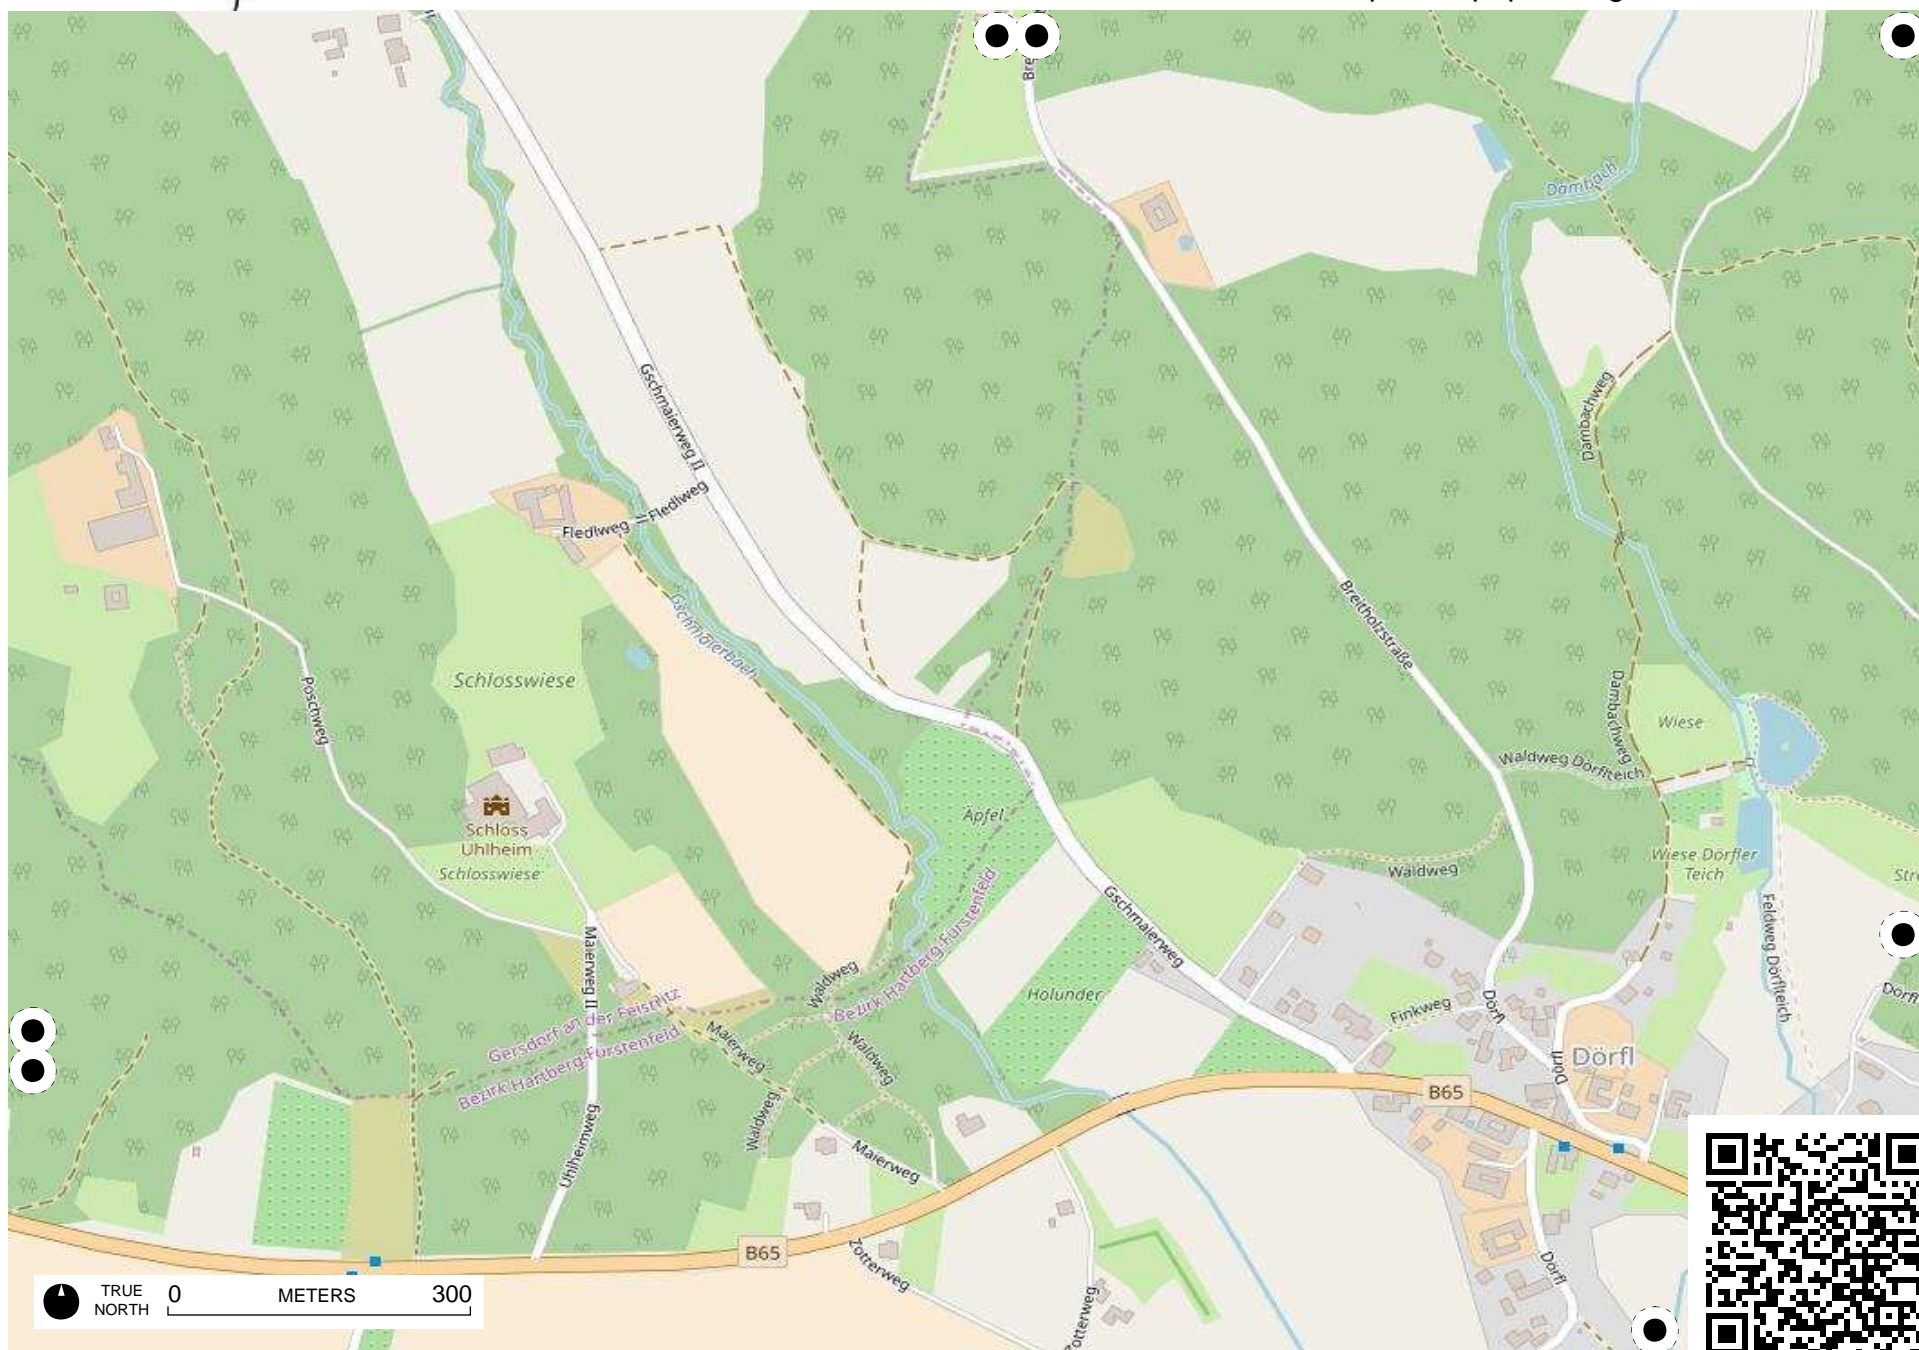 Bre
Dambach
Gschmaierweg II
Dambachweg
Fledlweg
Fledlweg
Gschmaierbach
Breitholzstraße
Schlosswiese
Poschweg
Dambachweg
Wiese
Waldweg Dörflteich
Äpfel
Schloss
Uhlheim
Schlosswiese
Wiese Dörfler
Teich
Waldweg
Gschmaierweg
Feldweg Dörflteich
Maierweg II
Waldweg
Bezirk Hartberg-Fürstenfeld
Holunder
Gersdorf an der Feistritz
Bezirk Hartberg-Fürstenfeld
Maierweg
Waldweg
Finkweg
Dörfl
Dörfl
Dörfl
B65
Waldweg
Uhlheimweg
Maierweg
B65
Zotterweg
Zotterweg
Dörfl
TRUE
NORTH
0 METERS 300